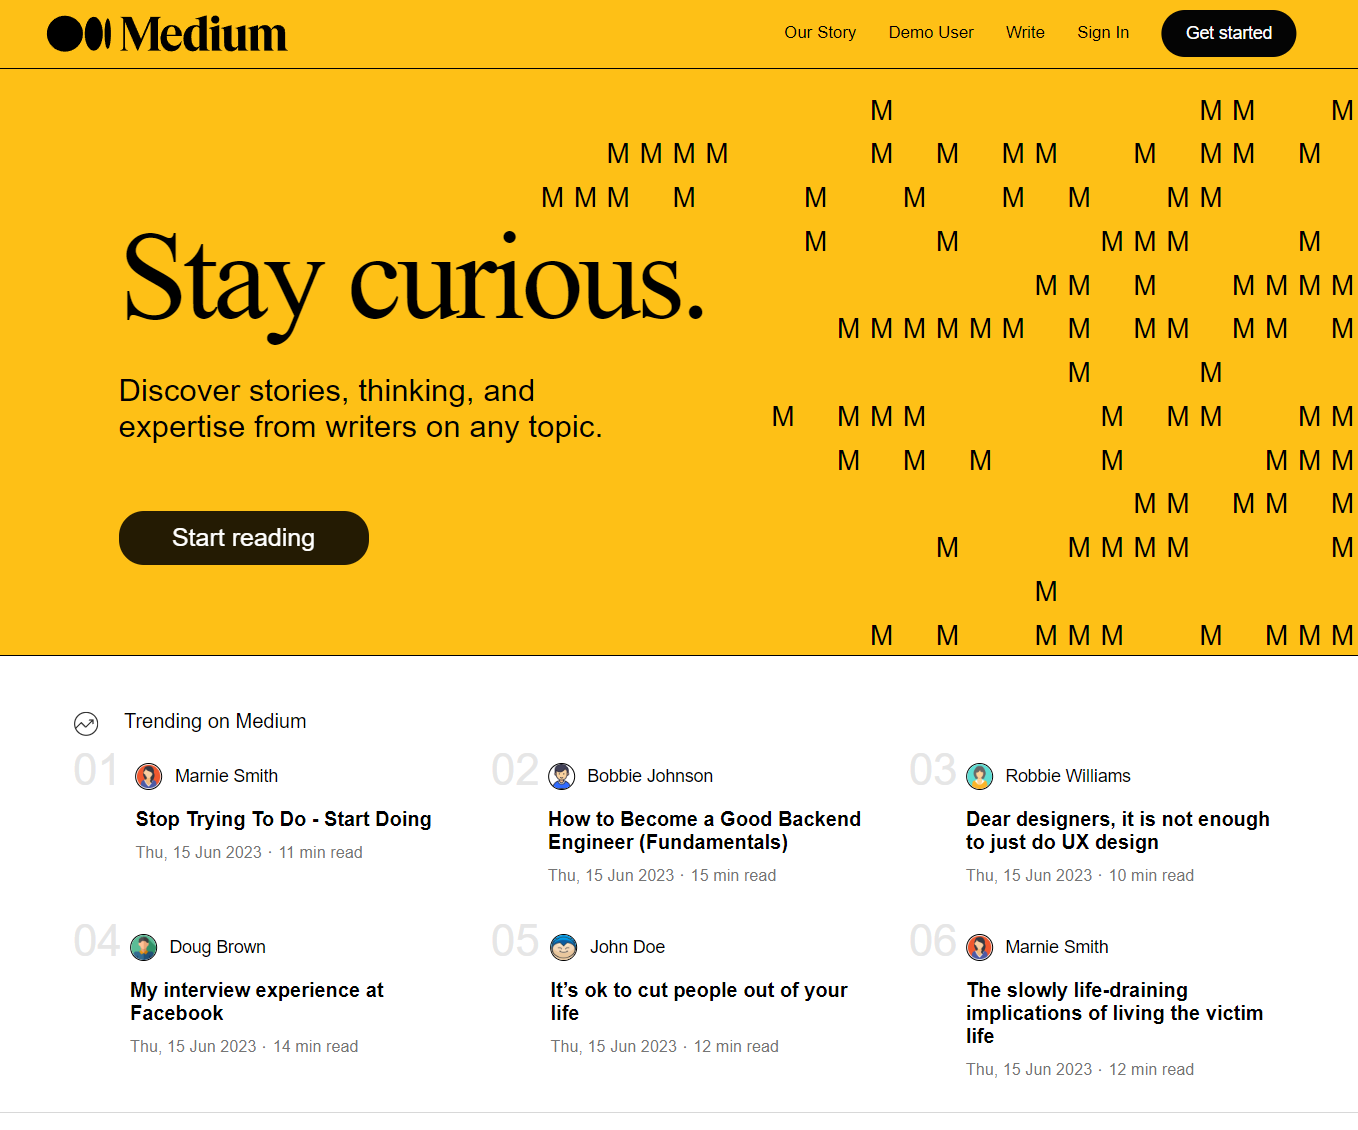 Medium
Our Story Demo User Write Sign In Get started
M M M M
M M M M M M M M M M M M M
M M M M M M M M M M
M M M M M M
M M M M M M M
M M M M M M M M M M M M
M M
M M M M M M M M M
M M M M M M M
M M M M M
M M M M M M
M
M M M M M M M M M
Stay curious.
Discover stories, thinking, and
expertise from writers on any topic.
Start reading
Trending on Medium
01 Marnie Smith
Stop Trying To Do - Start Doing
Thu, 15 Jun 2023 · 11 min read
02 Bobbie Johnson
How to Become a Good Backend
Engineer (Fundamentals)
Thu, 15 Jun 2023 · 15 min read
03 Robbie Williams
Dear designers, it is not enough
to just do UX design
Thu, 15 Jun 2023 · 10 min read
04 Doug Brown
My interview experience at
Facebook
Thu, 15 Jun 2023 · 14 min read
05 John Doe
It’s ok to cut people out of your
life
Thu, 15 Jun 2023 · 12 min read
06 Marnie Smith
The slowly life-draining
implications of living the victim
life
Thu, 15 Jun 2023 · 12 min read